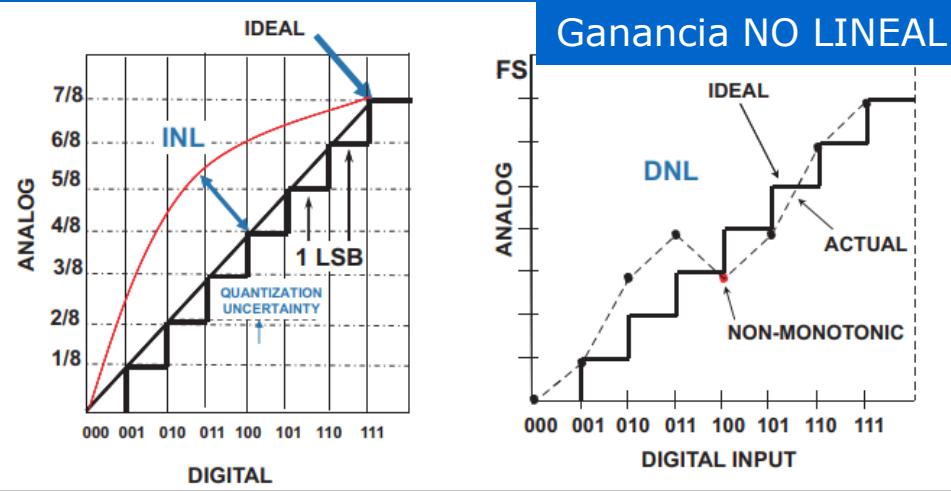 Ganancia NO LINEAL
IDEAL
7/8
6/8
5/8
4/8
3/8
2/8
1/8
INL
1 LSB
QUANTIZATION
UNCERTAINTY
ANALOG
000 001 010 011 100 101 110 111
DIGITAL
FS
IDEAL
DNL
ANALOG
ACTUAL
NON-MONOTONIC
000 001 010 011 100 101 110 111
DIGITAL INPUT